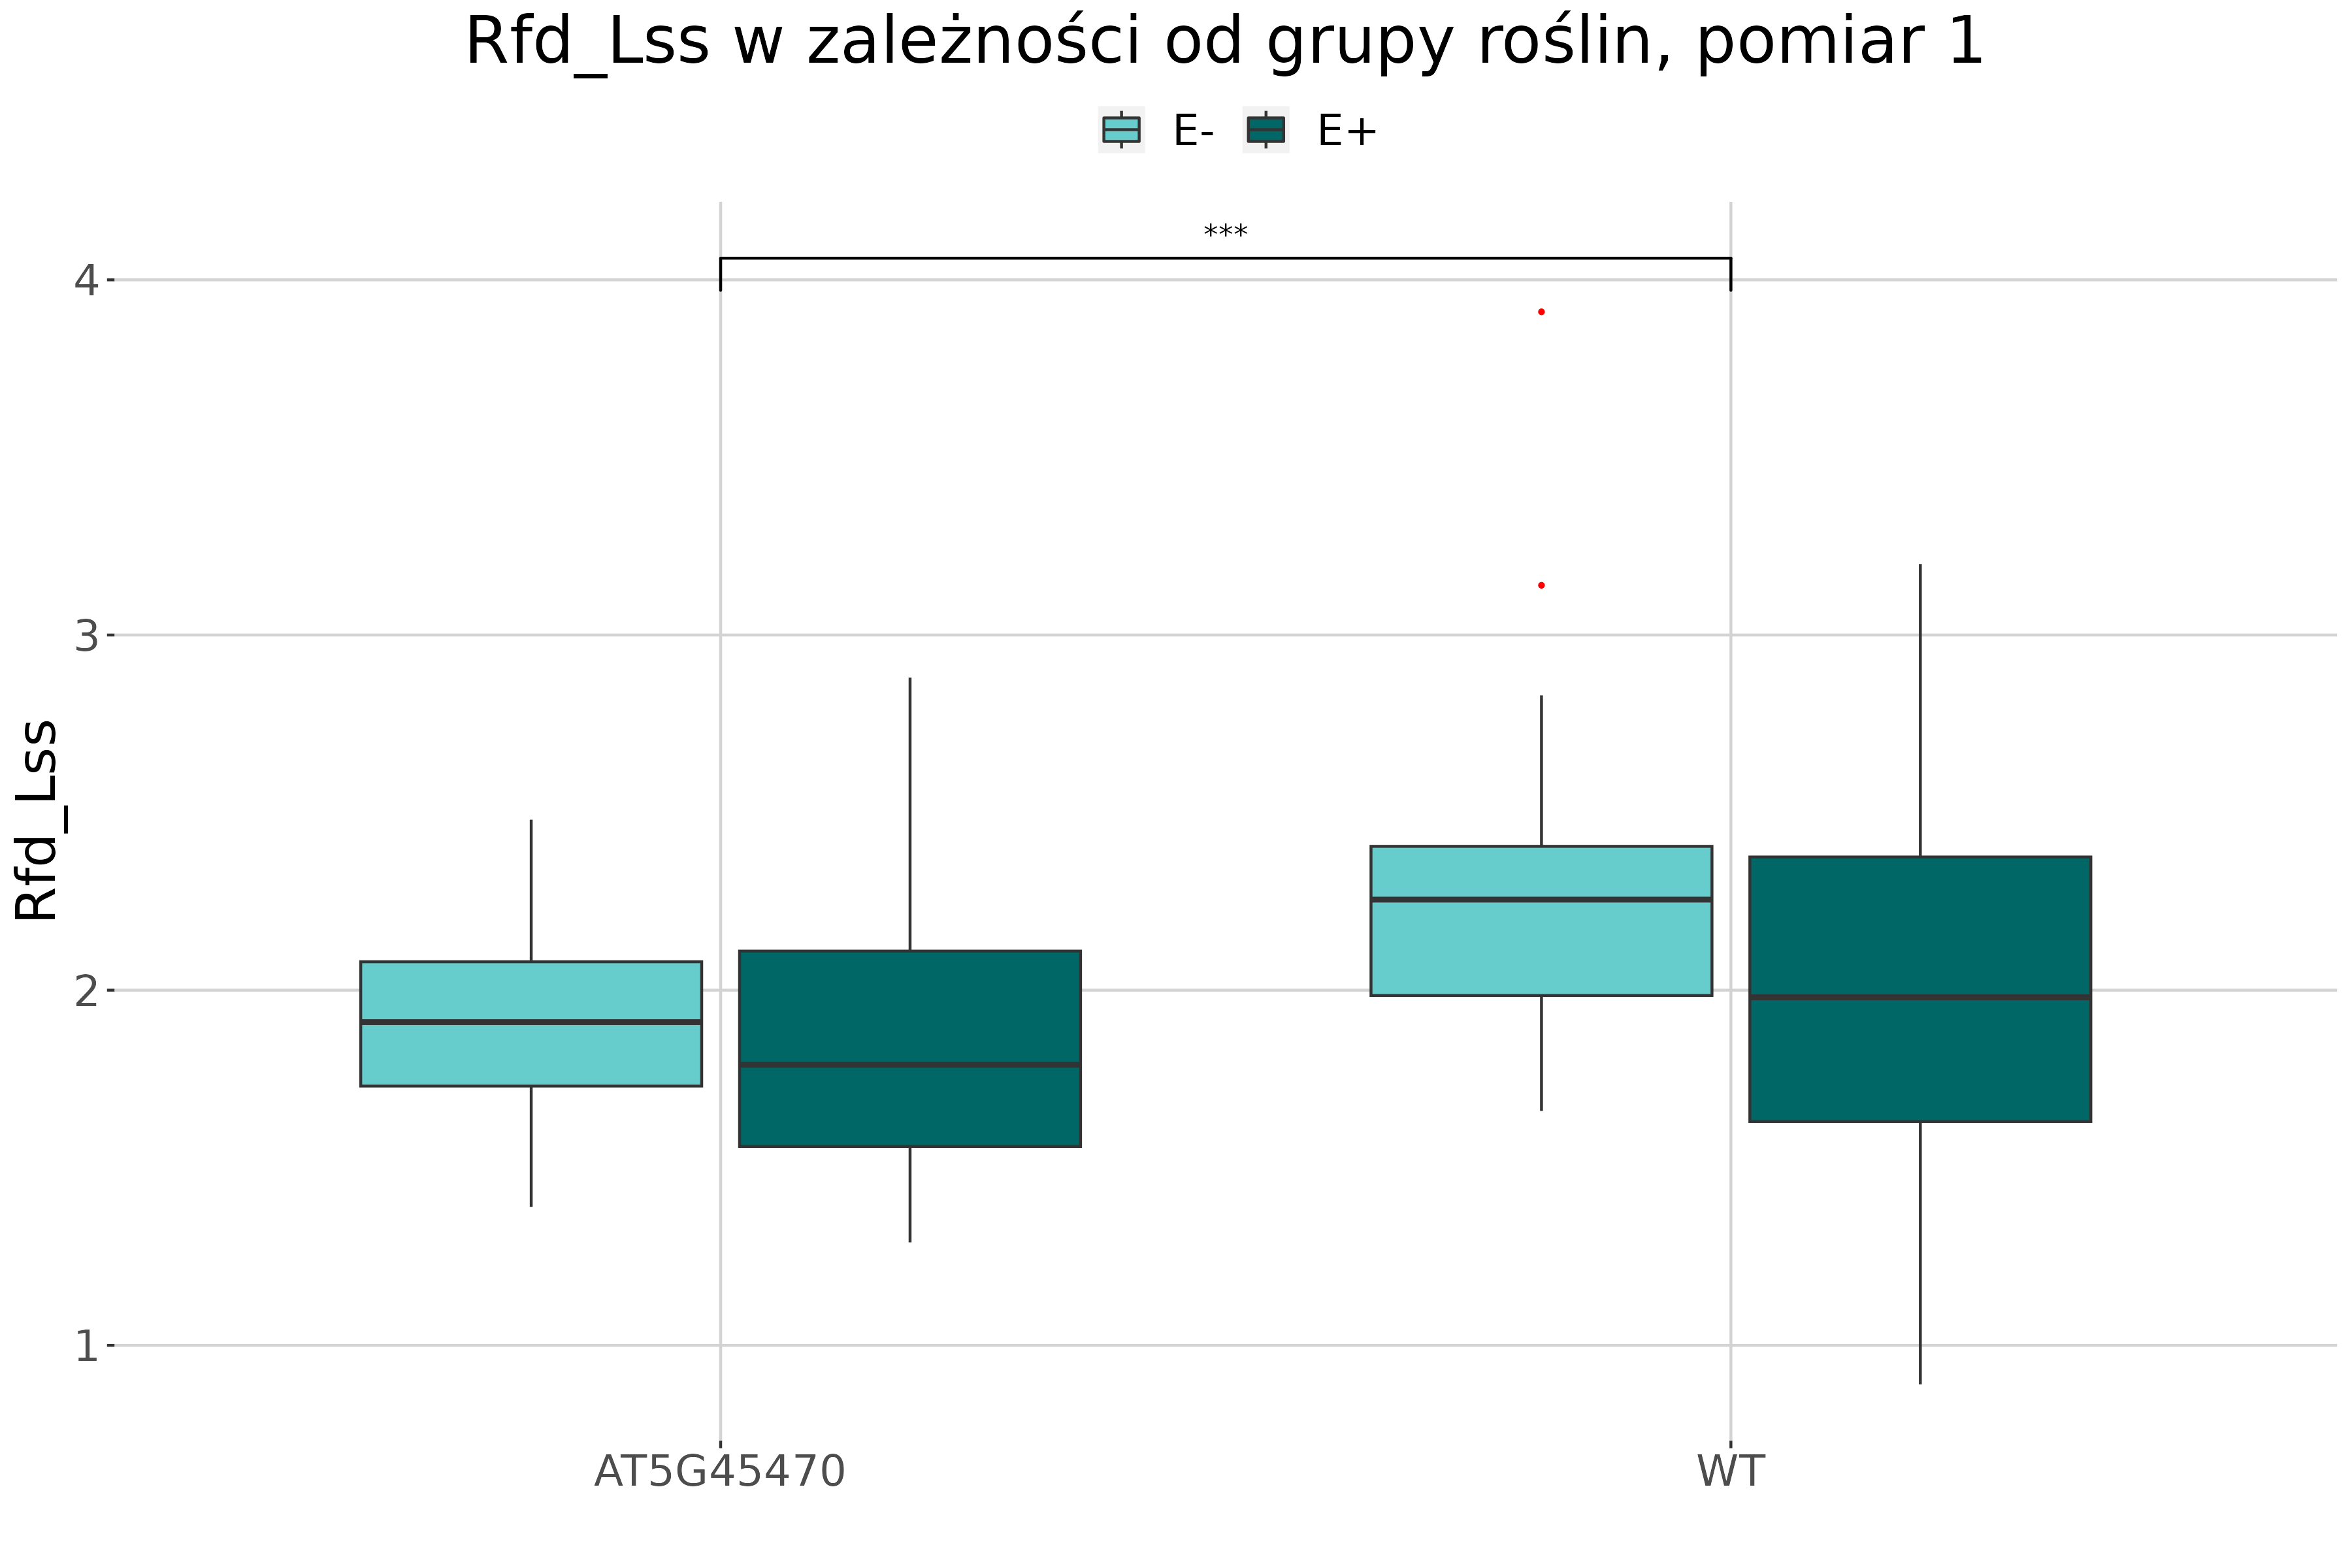 Rfd_Lss w zależności od grupy roślin, pomiar 1
E- E+
***
4
3
2
1
Rfd_Lss
AT5G45470 WT